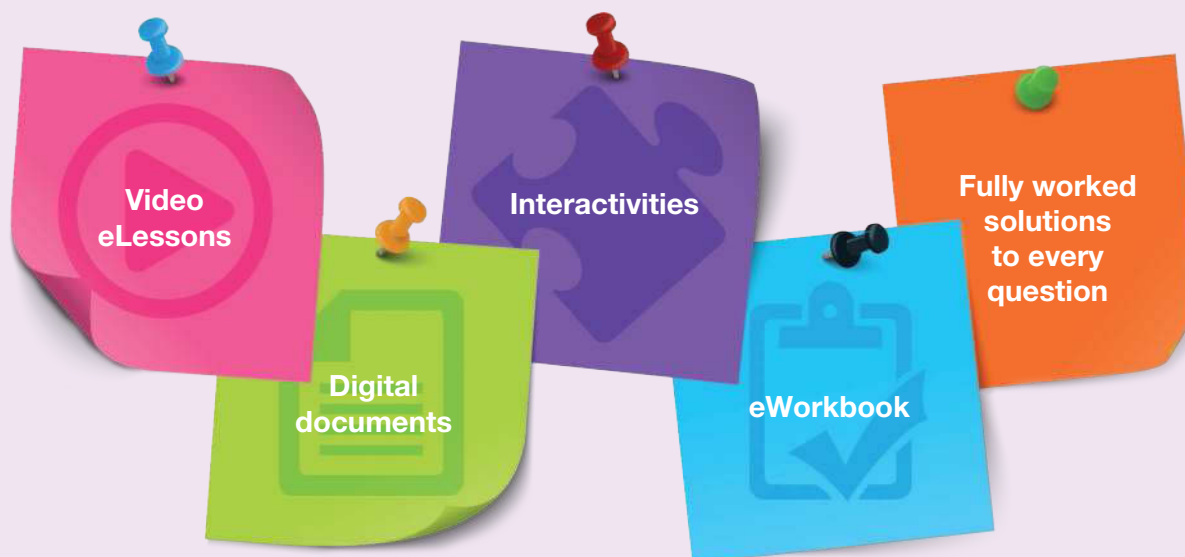 Video
eLessons
Digital
documents
Interactivities
eWorkbook
Fully worked
solutions
to every
question